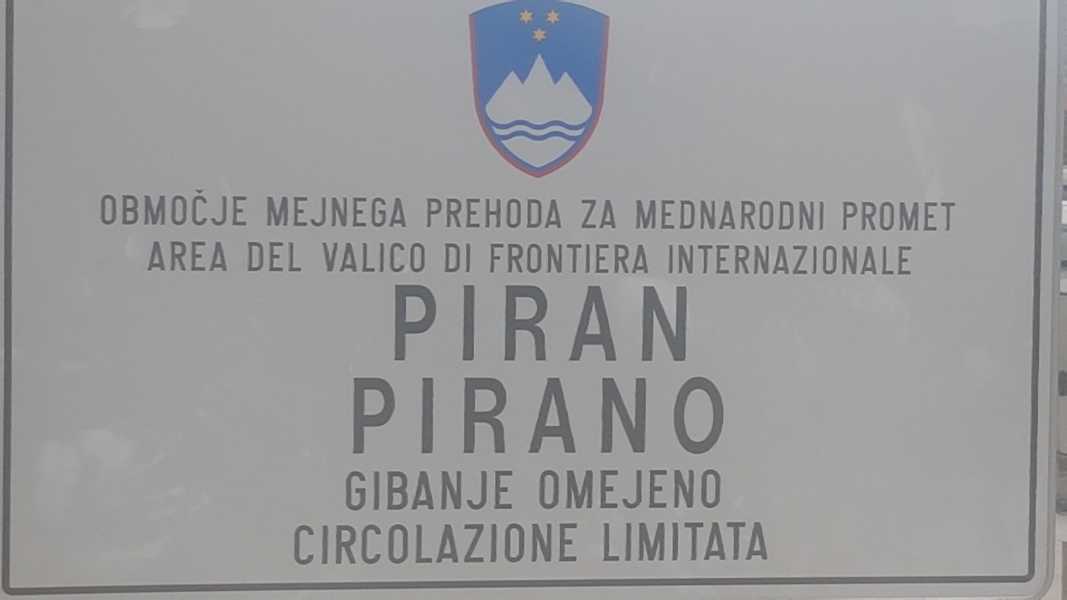 OBMOČJE MEJNEGA PREHODA ZA MEDNARODNI PROMET
AREA DEL VALICO DI FRONTIERA INTERNAZIONALE
PIRAN
PIRANO
GIBANJE OMEJENO
CIRCOLAZIONE LIMITATA